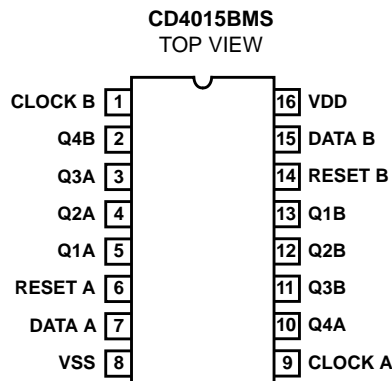 CD4015BMS
TOP VIEW
CLOCK B 1 16 VDD
Q4B 2 15 DATA B
Q3A 3 14 RESET B
Q2A 4 13 Q1B
Q1A 5 12 Q2B
RESET A 6 11 Q3B
DATA A 7 10 Q4A
VSS 8 9 CLOCK A